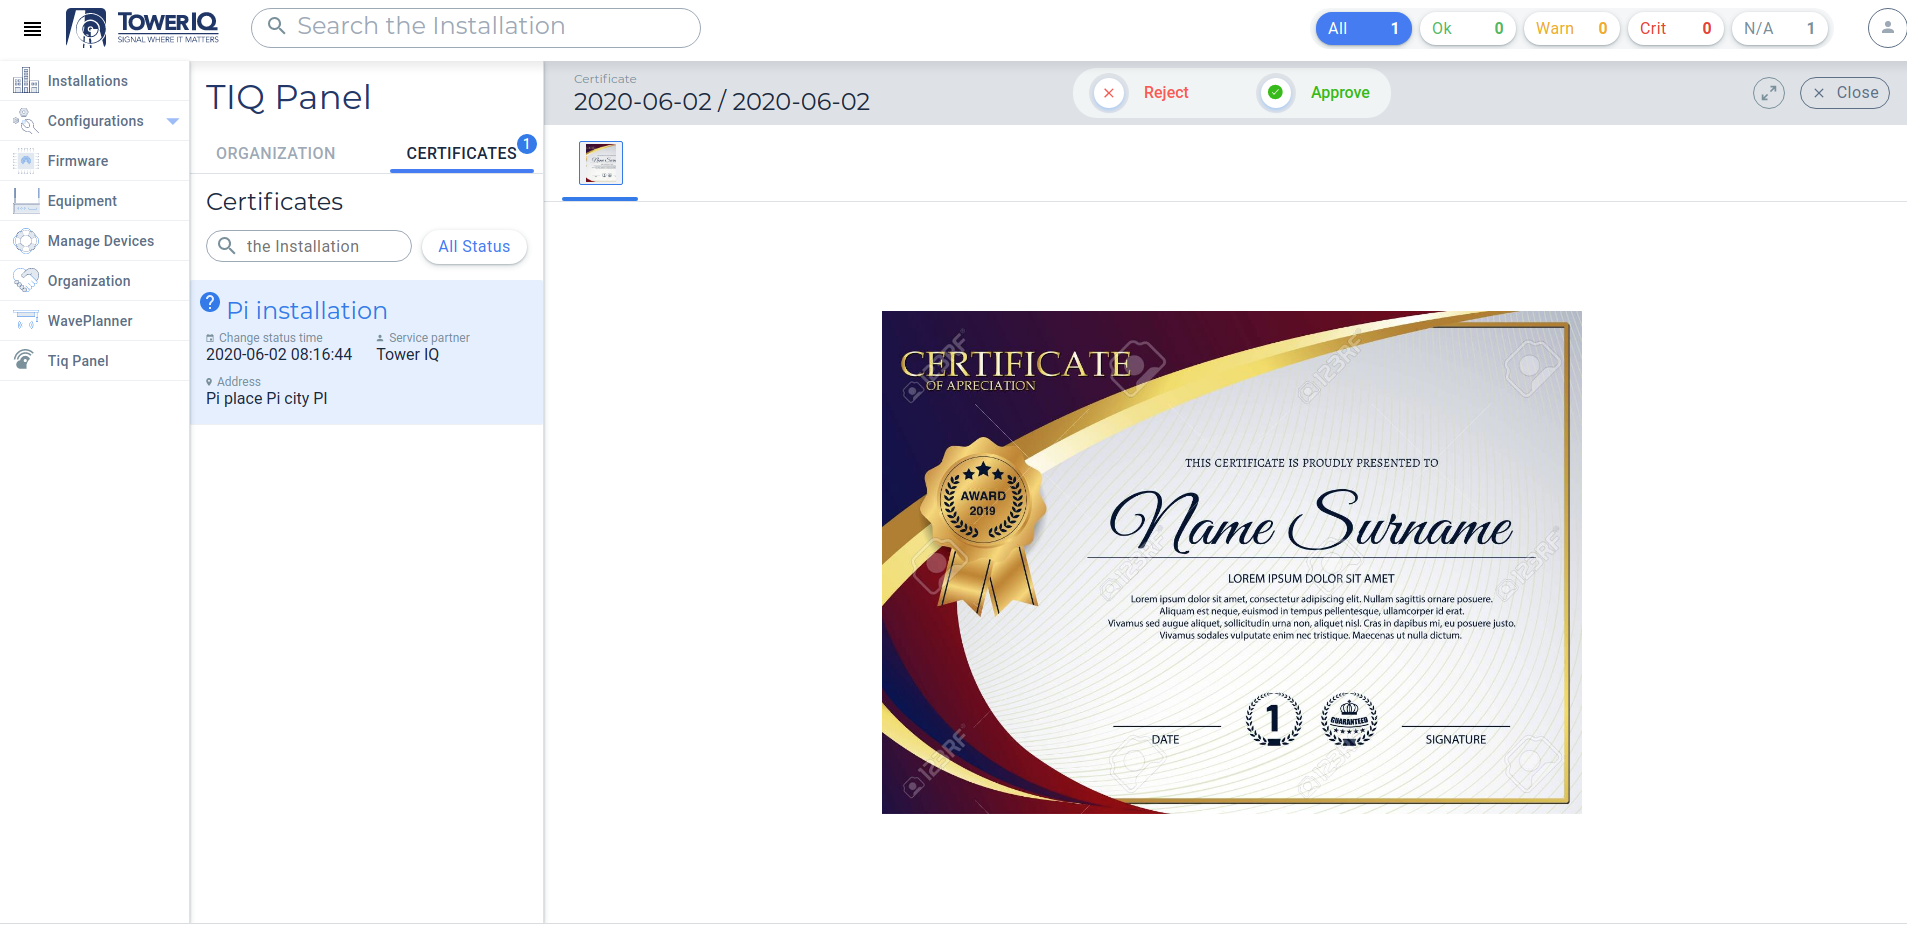 TOWERIQ
SIGNAL WHERE IT MATTERS
Search the Installation
All 1
Ok 0
Warn 0
Crit 0
N/A 1
Installations
Configurations
Firmware
Equipment
Manage Devices
Organization
WavePlanner
Tiq Panel
TIQ Panel
ORGANIZATION
CERTIFICATES 1
Certificates
the Installation
All Status
? Pi installation
Change status time
2020-06-02 08:16:44
Service partner
Tower IQ
Address
Pi place Pi city PI
Certificate
2020-06-02 / 2020-06-02
Reject
Approve
Close
CERTIFICATE
OF APRECIATION
AWARD
2019
THIS CERTIFICATE IS PROUDLY PRESENTED TO
Name Surname
LOREM IPSUM DOLOR SIT AMET
Lorem ipsum dolor sit amet, consectetur adipiscing elit. Nullam sagittis ornare posuere.
Aliquam est neque, euismod in tempus pellentesque, ullamcorper id erat.
Vivamus sed augue aliquet, sollicitudin urna non, aliquet nisl. Cras in dapibus mi, eu posuere justo.
Vivamus sodales vulputate enim nec tristique. Maecenas ut nulla dictum.
DATE
1
GUARANTEED
SIGNATURE
123RF
123RF
123RF
123RF
123RF
123RF